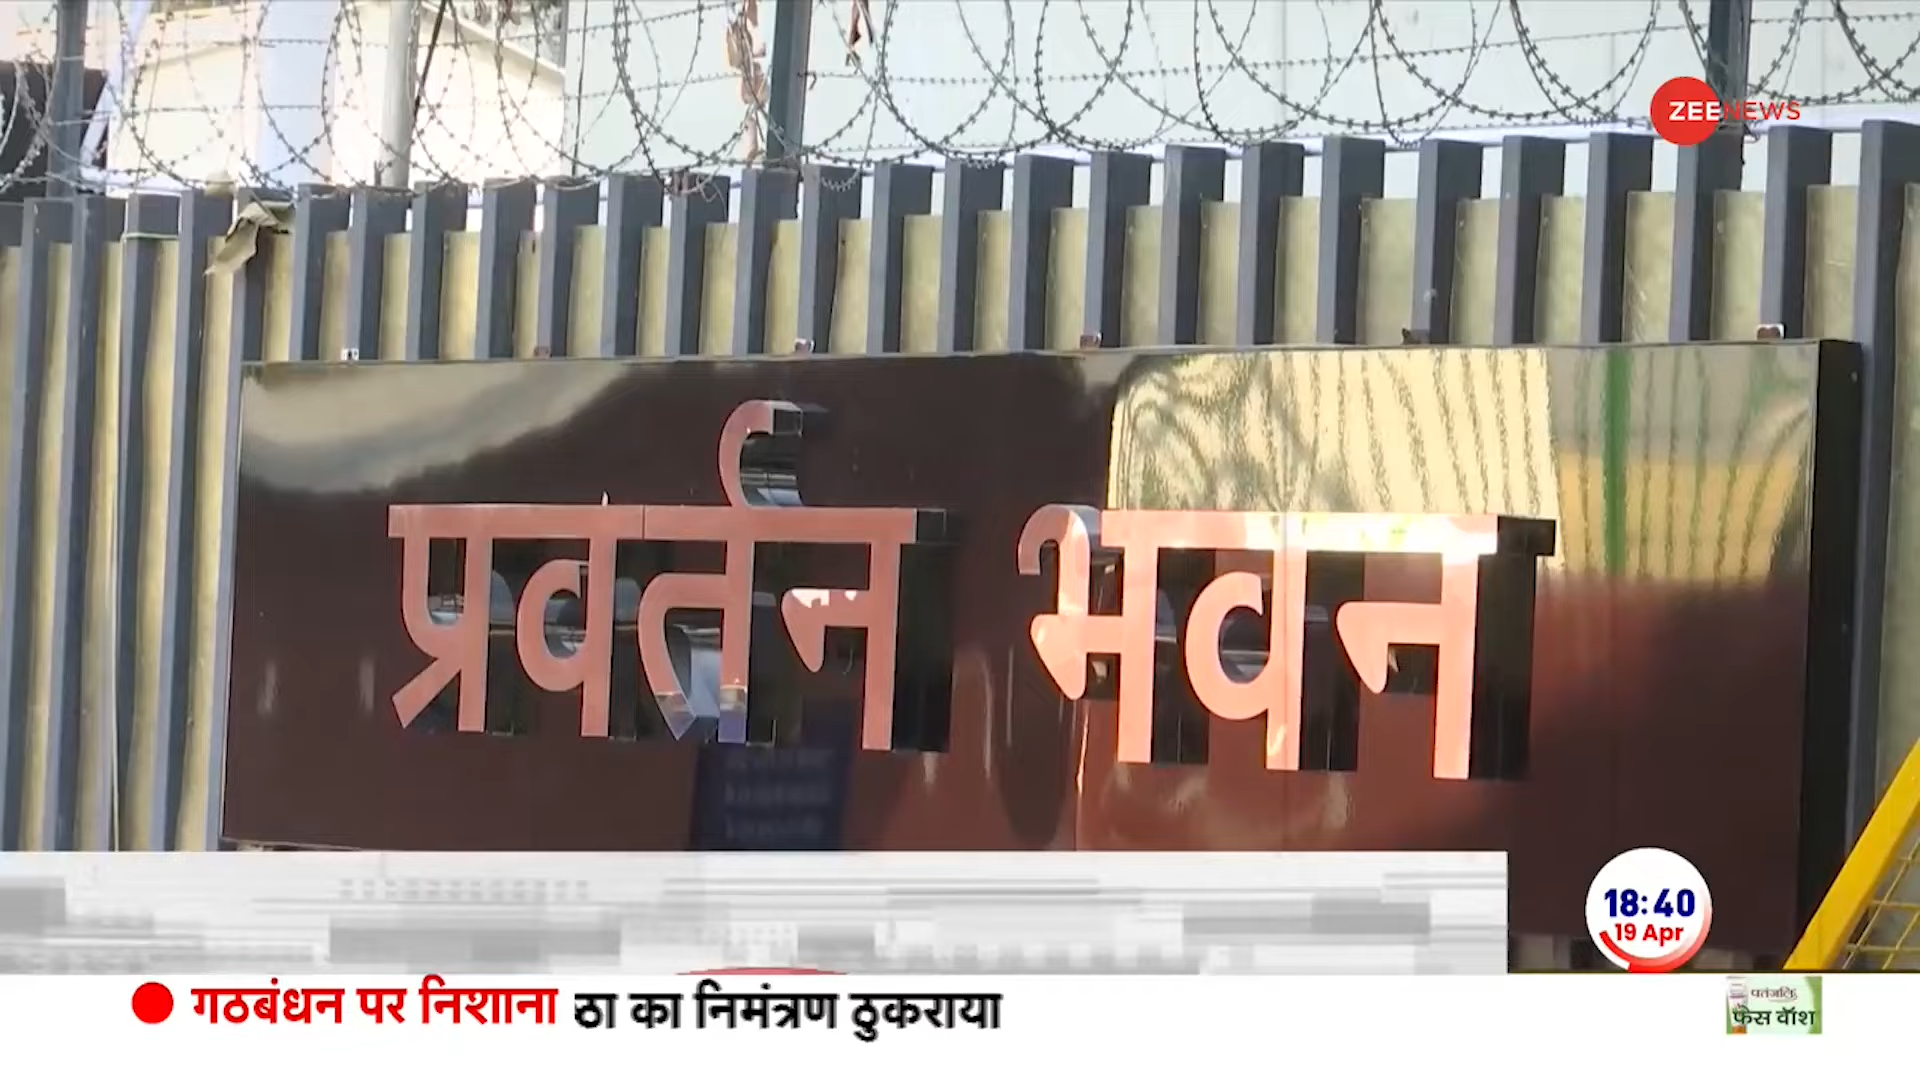 ZEENEWS
प्रवर्तन भवन
18:40
19 Apr
गठबंधन पर निशाना ठा का निमंत्रण ठुकराया
पतंजलि
फेस वॉश